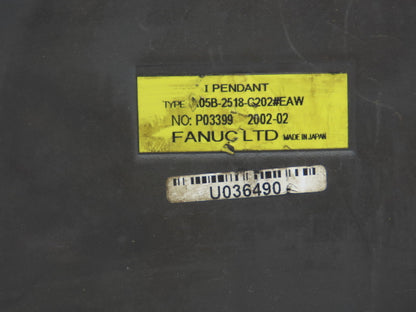 I PENDANT
TYPE A05B-2518-C202#EAW
NO: P03399 2002-02
FANUC LTD MADE IN JAPAN
U036490